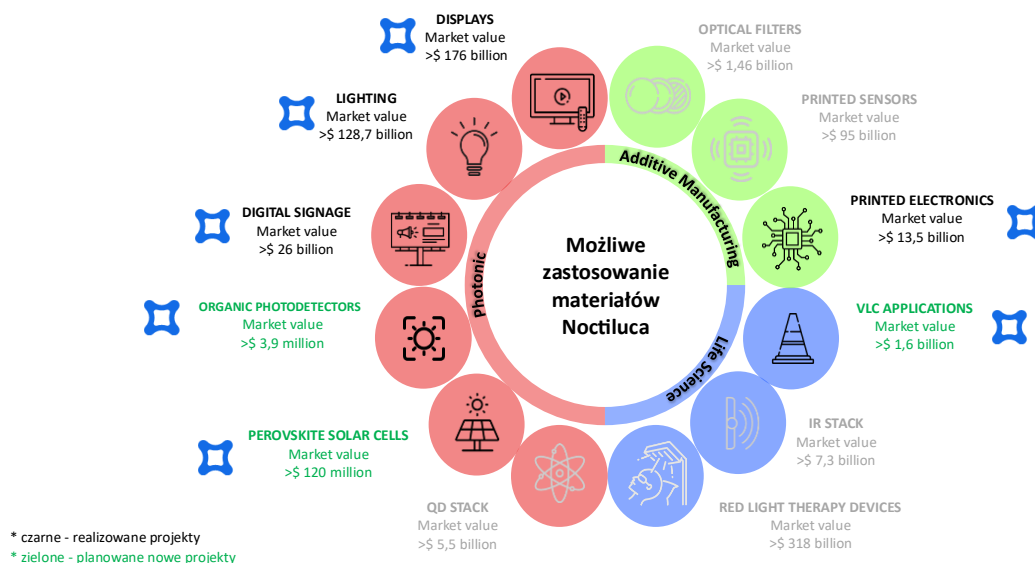 DISPLAYS
Market value
>$ 176 billion
OPTICAL FILTERS
Market value
>$ 1,46 billion
LIGHTING
Market value
>$ 128,7 billion
PRINTED SENSORS
Market value
>$ 95 billion
DIGITAL SIGNAGE
Market value
>$ 26 billion
PRINTED ELECTRONICS
Market value
>$ 13,5 billion
Photonic
Additive Manufacturing
Life Science
Możliwe
zastosowanie
materiałów
Noctiluca
ORGANIC PHOTODETECTORS
Market value
>$ 3,9 million
VLC APPLICATIONS
Market value
>$ 1,6 billion
PEROVSKITE SOLAR CELLS
Market value
>$ 120 million
IR STACK
Market value
>$ 7,3 billion
QD STACK
Market value
>$ 5,5 billion
RED LIGHT THERAPY DEVICES
Market value
>$ 318 billion
* czarne - realizowane projekty
* zielone - planowane nowe projekty